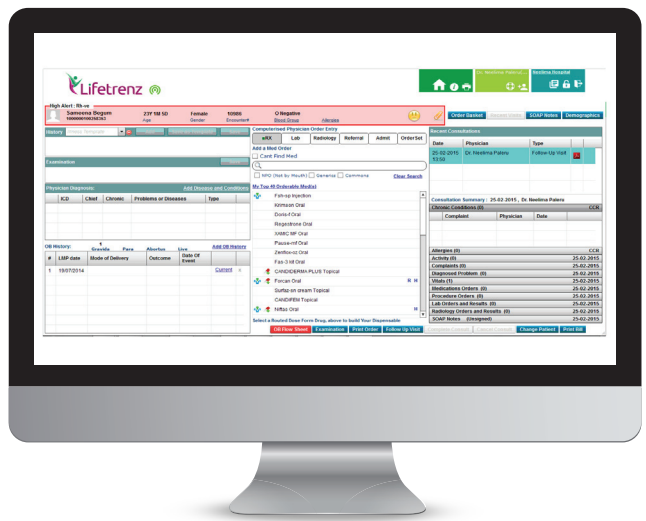 Lifetrenz
Dr. Neelima Paleru
Neelima Hospital
High Alert : Rh-ve
Sameena Begum
23Y 1M 5D
Female
10986
O Negative
Age
Gender
Encounter#
Blood Group
Allergies
Order Basket
SOAP Notes
Demographics
History
Computerised Physician Order Entry
eRX
Lab
Radiology
Referral
Admit
OrderSet
Add a Med Order
Cant Find Med
NPO (Not by Mouth)
Generics
Commons
Clear Search
Examination
Physician Diagnosis:
Add Disease and Conditions
ICD
Chief
Chronic
Problems or Diseases
Type
OB History:
Gravida
Para
Abortus
Live
Add OB History
#
LMP date
Mode of Delivery
Outcome
Date Of Event
1
19/07/2014
Current
x
My Top 40 Orderable Med(s)
Foli-up Injection
Kirimson Oral
Doris-f Oral
Regestrone Oral
XAMIC MF Oral
Pause-mf Oral
Zenflox-oz Oral
Fas-3 kit Oral
CANDIDERMA PLUS Topical
Forcan Oral
Surfaz-sn cream Topical
CANDIFEM Topical
Niftas Oral
Select a Routed Dose Form Drug, above to build Your Dispensable
Recent Consultations
Date
Physician
Type
25-02-2015 13:50
Dr. Neelima Paleru
Follow-Up Visit
Consultation Summary : 25-02-2015 , Dr. Neelima Paleru
Chronic Conditions (0)
CCR
Complaint
Physician
Date
Allergies (0)
CCR
Activity (0)
25-02-2015
Complaints (0)
25-02-2015
Diagnosed Problem (0)
25-02-2015
Vitals (1)
25-02-2015
Medications Orders (0)
25-02-2015
Procedure Orders (0)
25-02-2015
Lab Orders and Results (0)
25-02-2015
Radiology Orders and Results (0)
25-02-2015
SOAP Notes (Unsigned)
25-02-2015
OB Flow Sheet
Examination
Print Order
Follow Up Visit
Change Patient
Print Bill